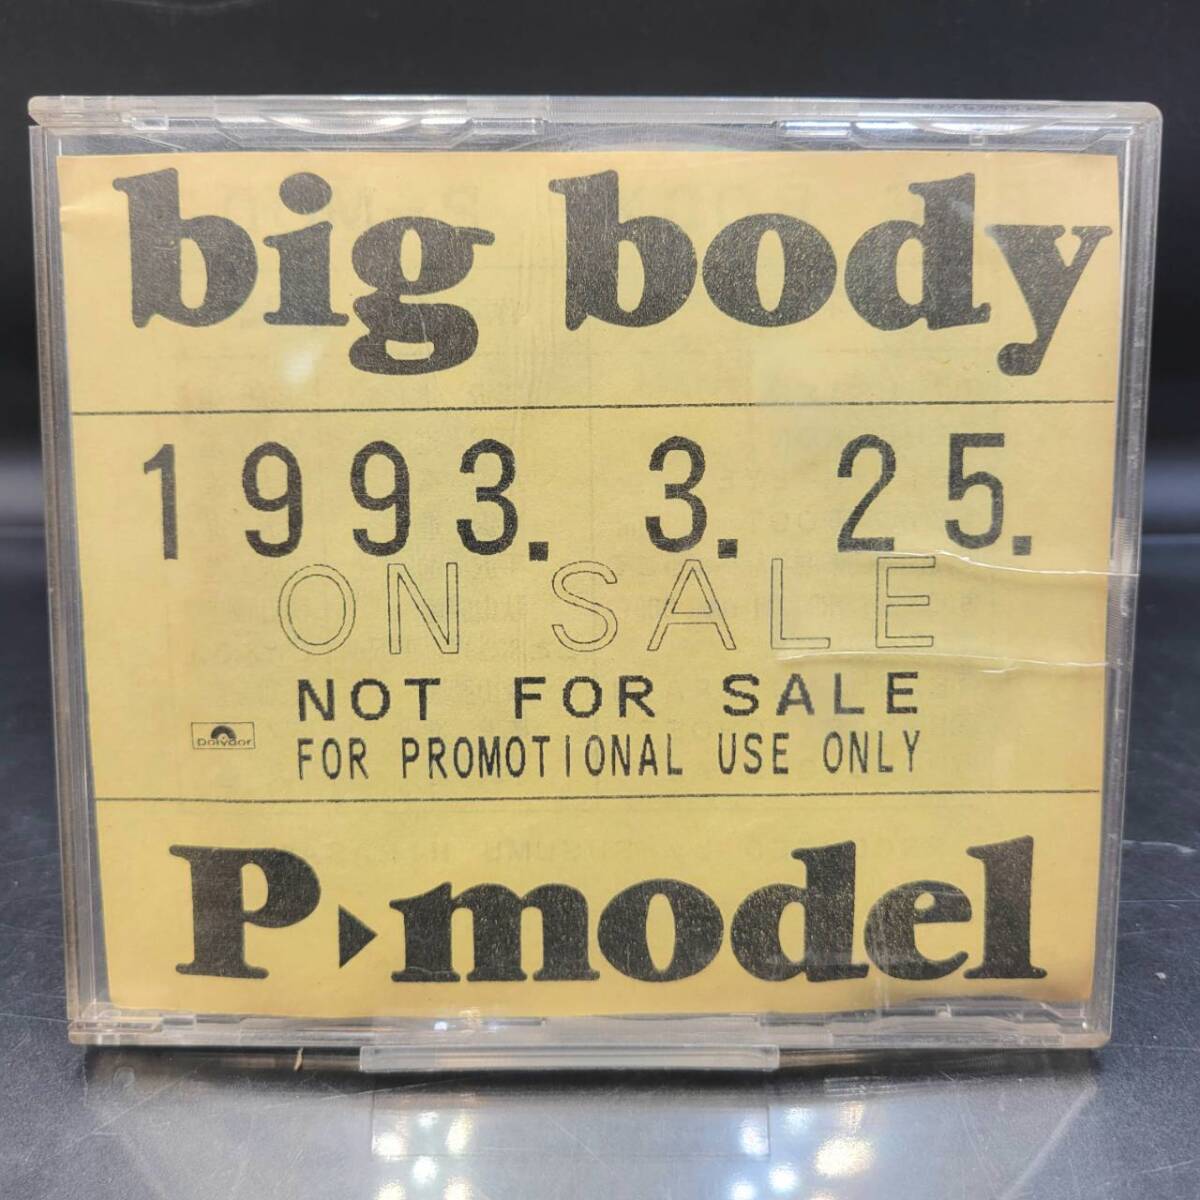 big body
1993. 3. 25.
ON SALE
NOT FOR SALE
polydor
FOR PROMOTIONAL USE ONLY
P▶model